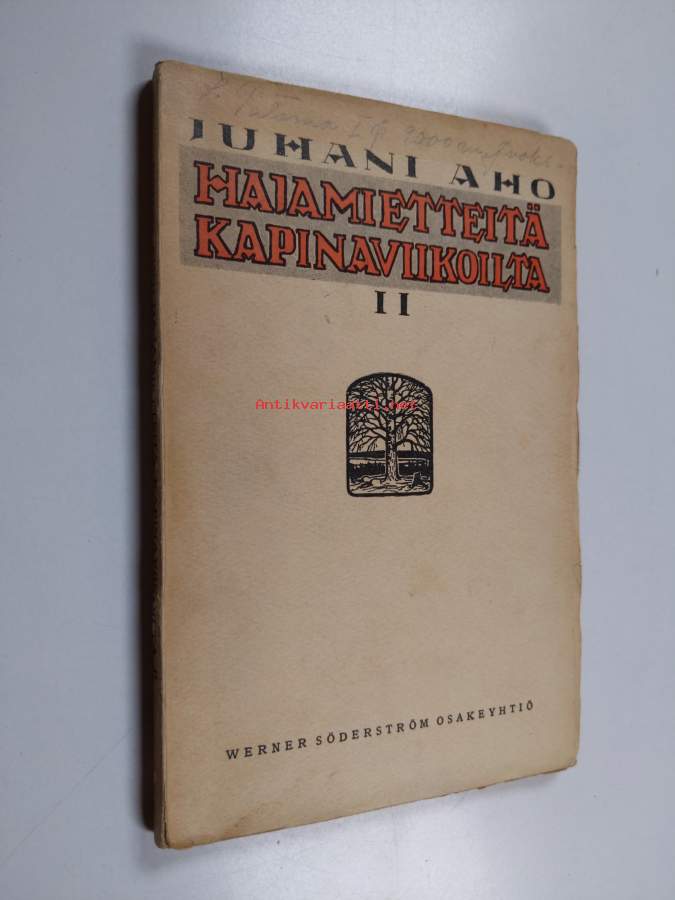 JUHANI AHO
HAJAMIETTEITÄ
KAPINAVIIKOILTA
II
Antikvariaatti.net
WERNER SÖDERSTRÖM OSAKEYHTIÖ